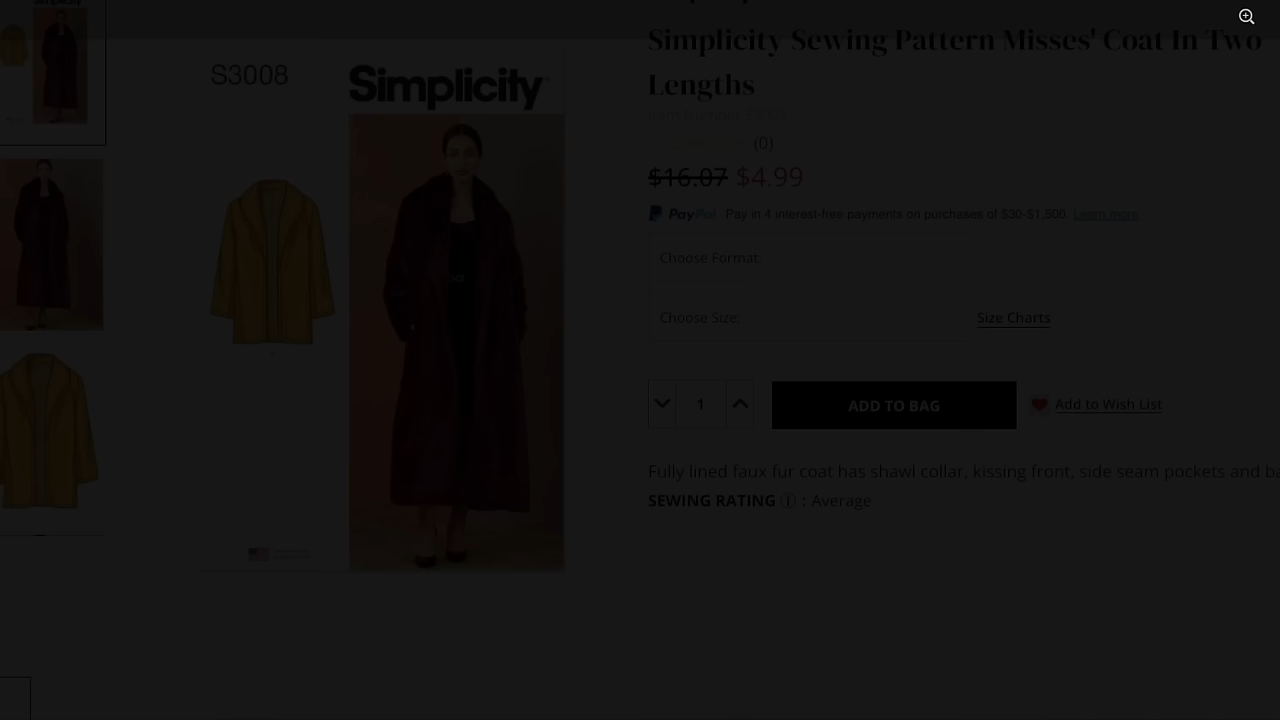 Simplicity
S3008
Simplicity
Simplicity Sewing Pattern Misses' Coat In Two
Lengths
(0)
$16.07 $4.99
PayPal Pay in 4 interest-free payments on purchases of $30-$1,500. Learn more
Choose Format:
Choose Size: Size Charts
1 ADD TO BAG Add to Wish List
Fully lined faux fur coat has shawl collar, kissing front, side seam pockets and
SEWING RATING ⓘ : Average